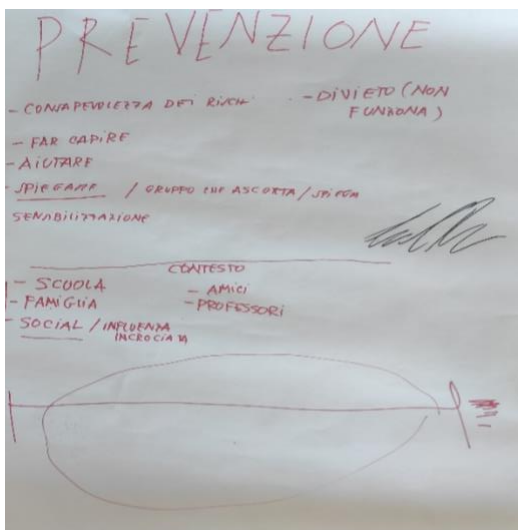 PREVENZIONE
- CONSAPEVOLEZZA DEI RISCHI
- DIVIETO (NON FUNZIONA)
- FAR CAPIRE
- AIUTARE
- SPIEGARE / GRUPPO CHE ASCOLTA / SPIEGA
SENSIBILIZZAZIONE
CONTESTO
- SCUOLA
- AMICI
- FAMIGLIA
- PROFESSORI
- SOCIAL / INFLUENZA
INCROCIATA